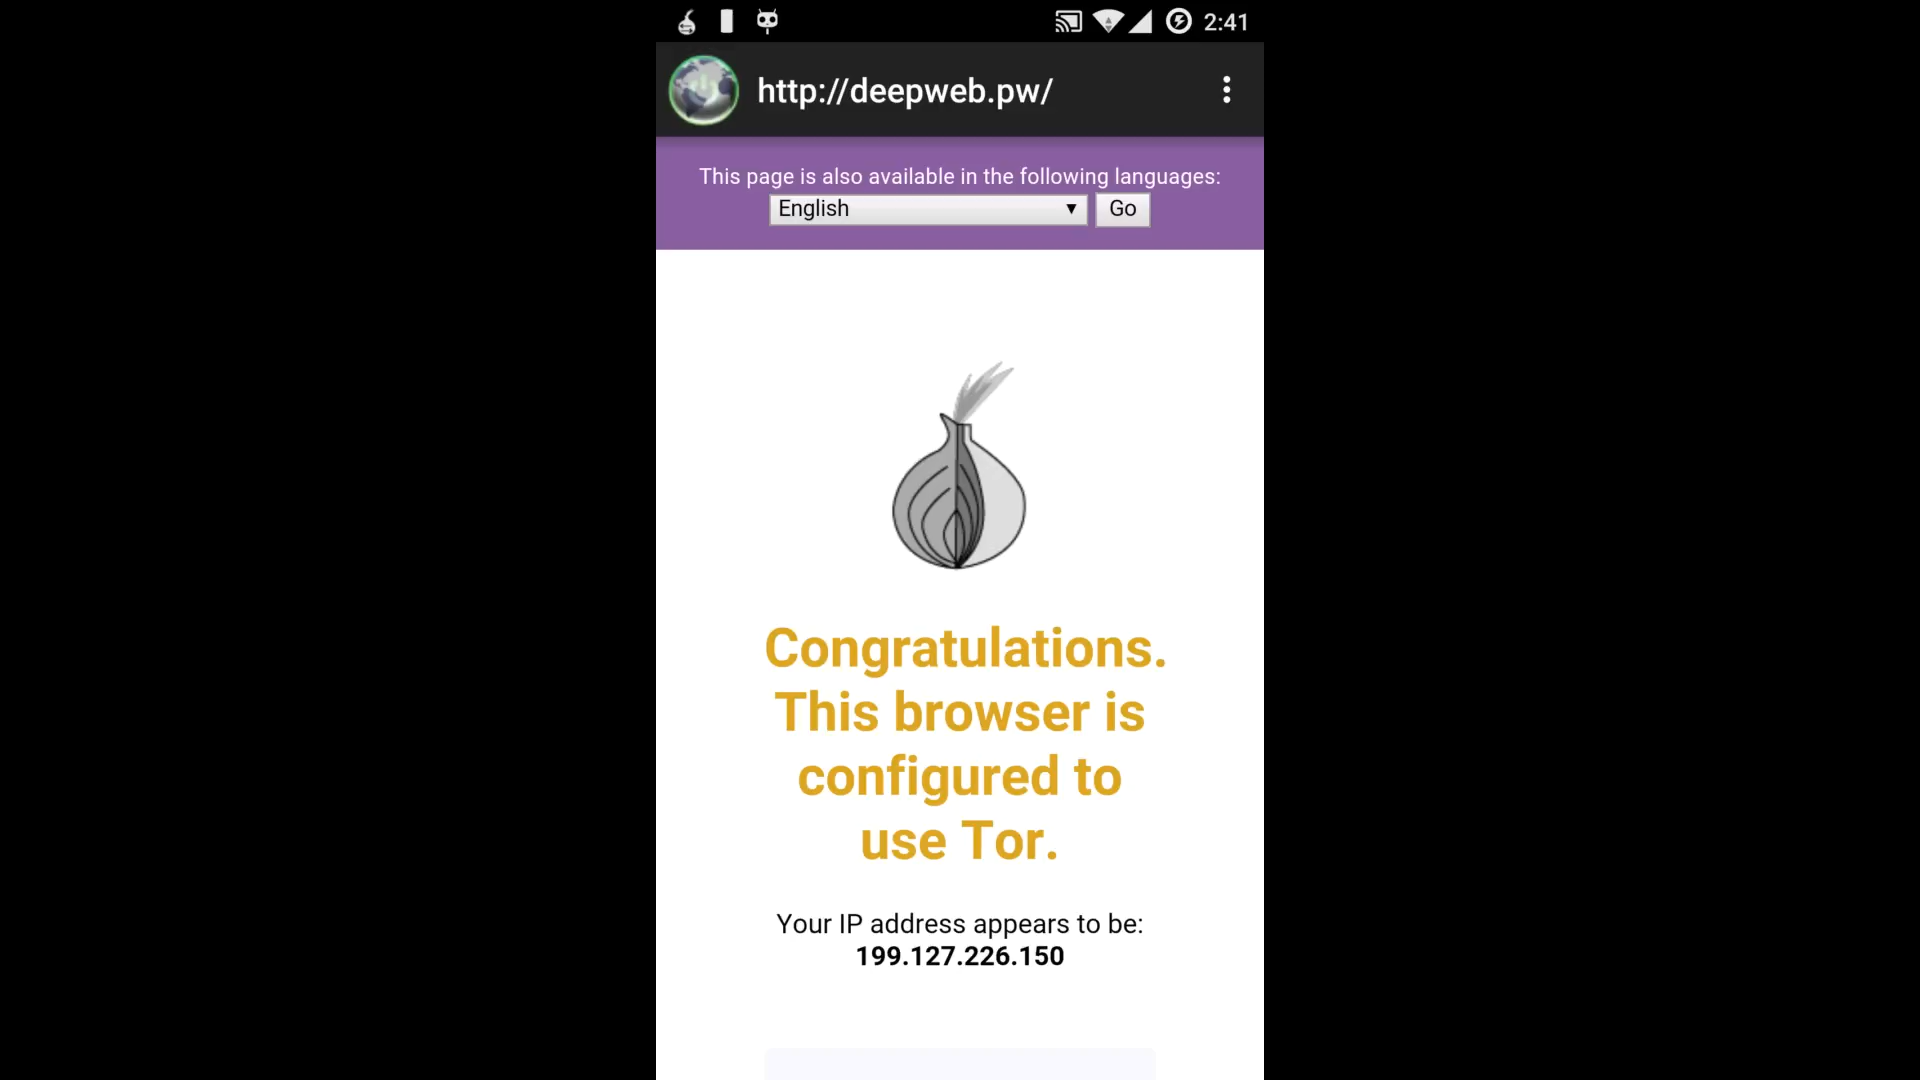 2:41
http://deepweb.pw/
This page is also available in the following languages:
English ▼ Go
Congratulations.
This browser is
configured to
use Tor.
Your IP address appears to be:
199.127.226.150